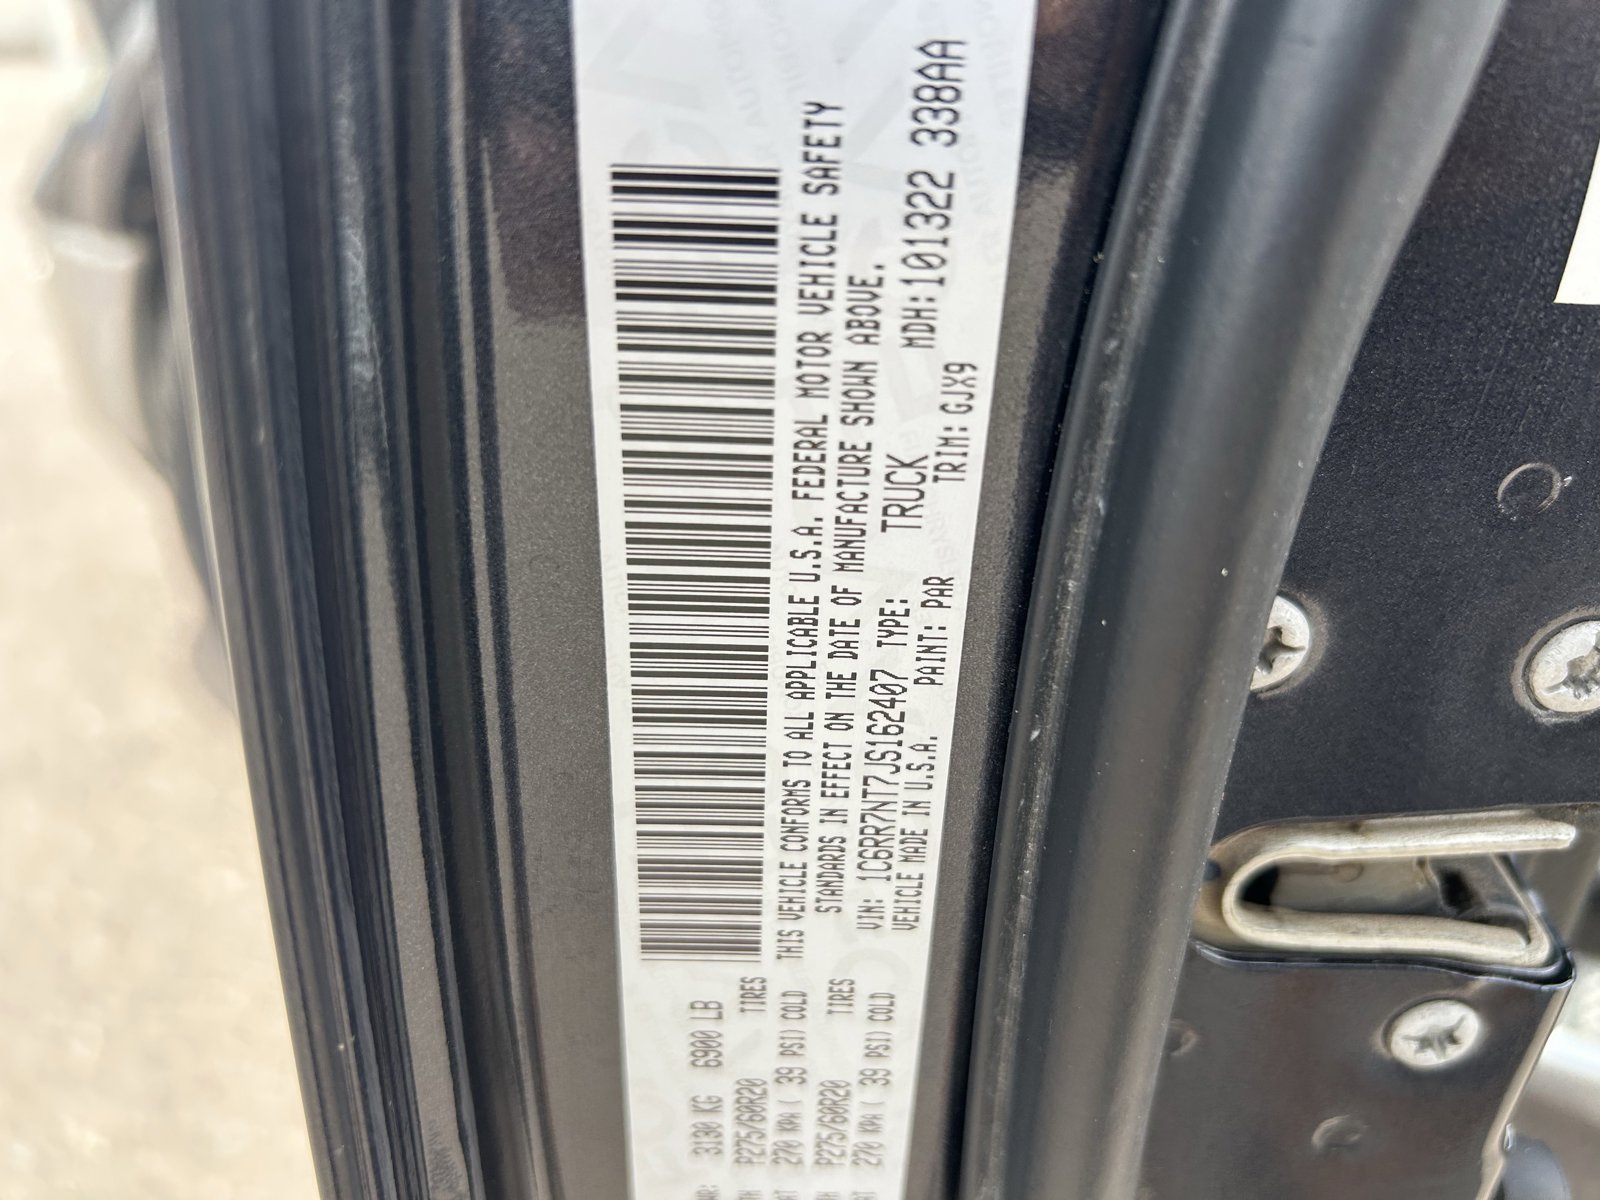 3130 KG 6900 LB
P275/60R20 TIRES
270 KPA ( 39 PSI) COLD
P275/60R20 TIRES
270 KPA ( 39 PSI) COLD
THIS VEHICLE CONFORMS TO ALL APPLICABLE U.S.A. FEDERAL MOTOR VEHICLE SAFETY
STANDARDS IN EFFECT ON THE DATE OF MANUFACTURE SHOWN ABOVE.
VIN: 1C6RR7NT7JS162407 TYPE: TRUCK MDH:101322 338AA
VEHICLE MADE IN U.S.A. PAINT: PAR TRIM:GJX9